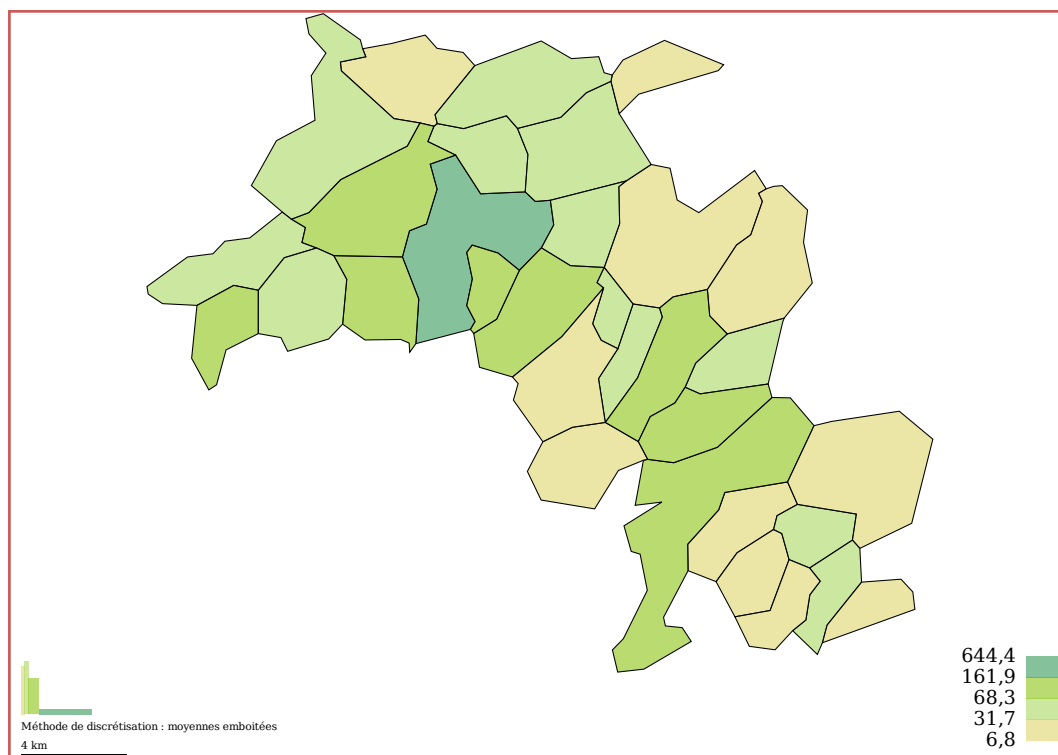 644,4
161,9
68,3
31,7
6,8
Méthode de discrétisation : moyennes emboitées
4 km